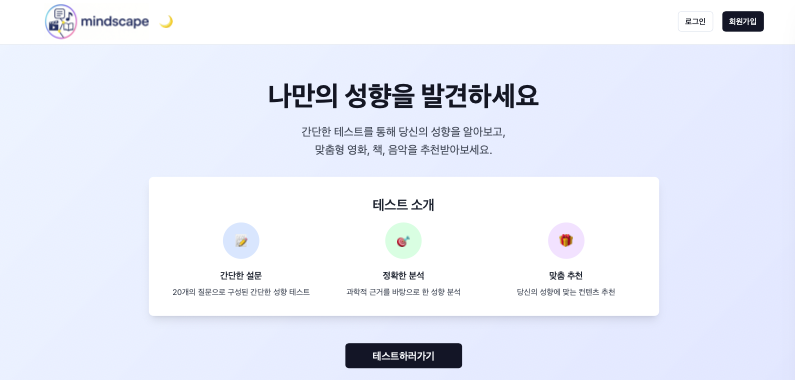 mindscape
로그인
회원가입
나만의 성향을 발견하세요
간단한 테스트를 통해 당신의 성향을 알아보고,
맞춤형 영화, 책, 음악을 추천받아보세요.
테스트 소개
간단한 설문
정확한 분석
맞춤 추천
20개의 질문으로 구성된 간단한 성향 테스트
과학적 근거를 바탕으로 한 성향 분석
당신의 성향에 맞는 컨텐츠 추천
테스트하러가기